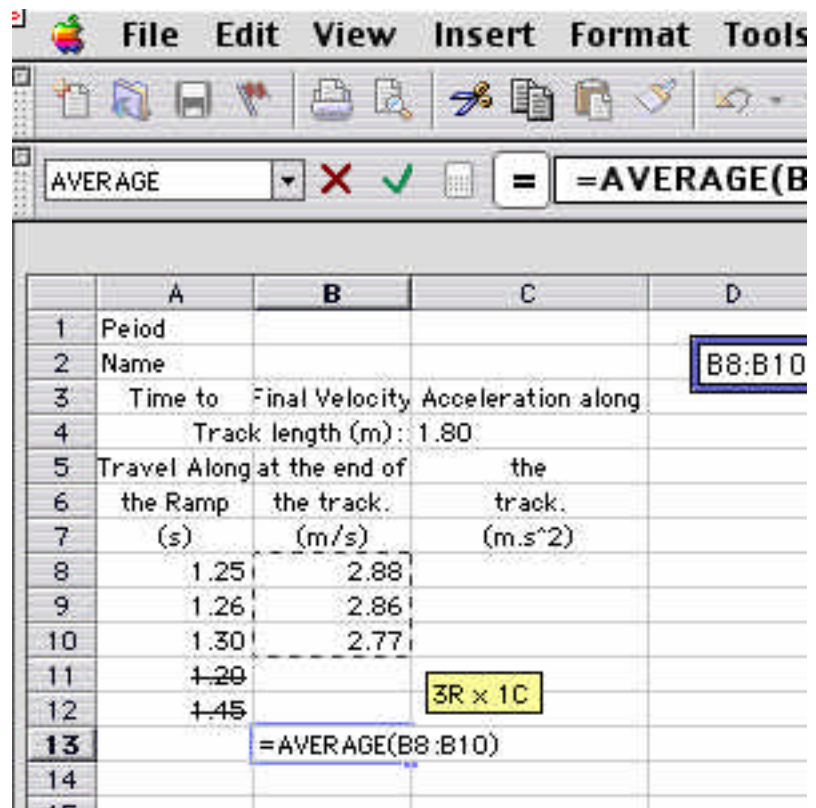 File Edit View Insert Format Tools
AVERAGE = =AVERAGE(B
A B C D
1 Peiod
2 Name B8:B10
3 Time to Final Velocity Acceleration along
4 Track length (m): 1.80
5 Travel Along at the end of the
6 the Ramp the track. track.
7 (s) (m/s) (m.s^2)
8 1.25 2.88
9 1.26 2.86
10 1.30 2.77
11 1.20
3R x 1C
12 1.45
13 =AVERAGE(B8:B10)
14
15